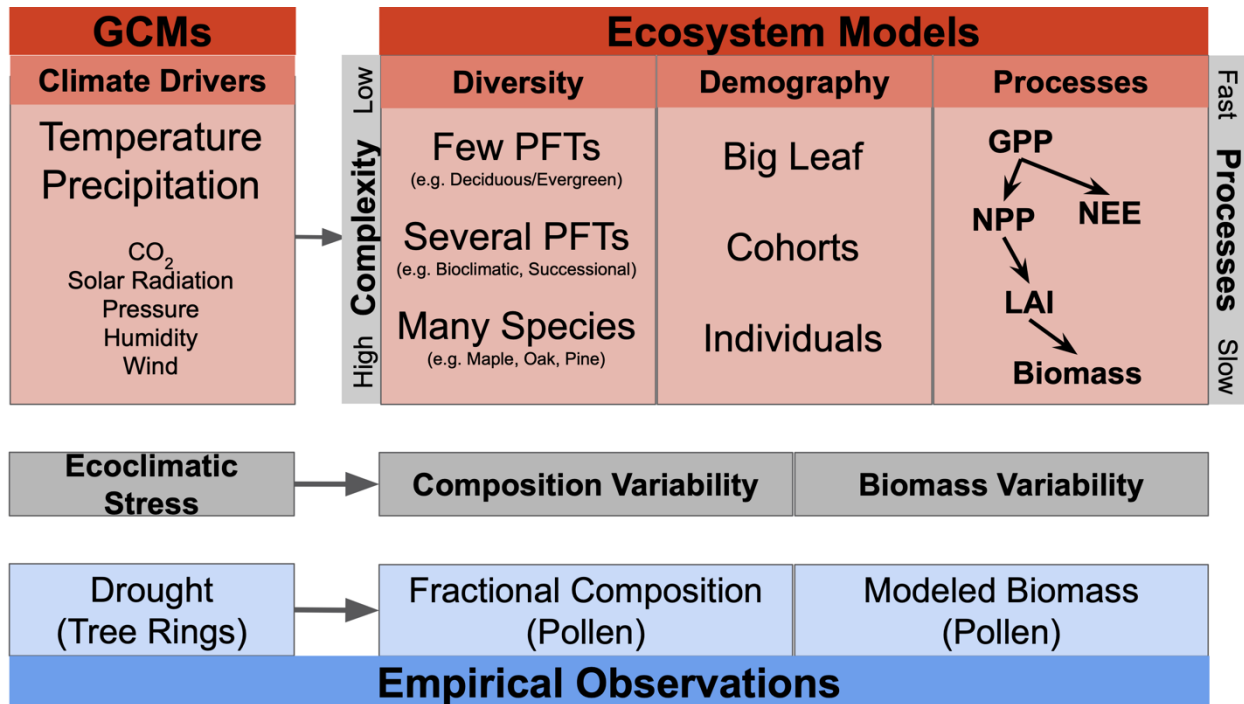 GCMs
Climate Drivers
Temperature
Precipitation
CO₂
Solar Radiation
Pressure
Humidity
Wind
Ecosystem Models
Low
Complexity
High
Diversity
Few PFTs
(e.g. Deciduous/Evergreen)
Several PFTs
(e.g. Bioclimatic, Successional)
Many Species
(e.g. Maple, Oak, Pine)
Demography
Big Leaf
Cohorts
Individuals
Processes
GPP
NPP
NEE
LAI
Biomass
Fast
Processes
Slow
Ecoclimatic
Stress
Composition Variability
Biomass Variability
Drought
(Tree Rings)
Fractional Composition
(Pollen)
Modeled Biomass
(Pollen)
Empirical Observations